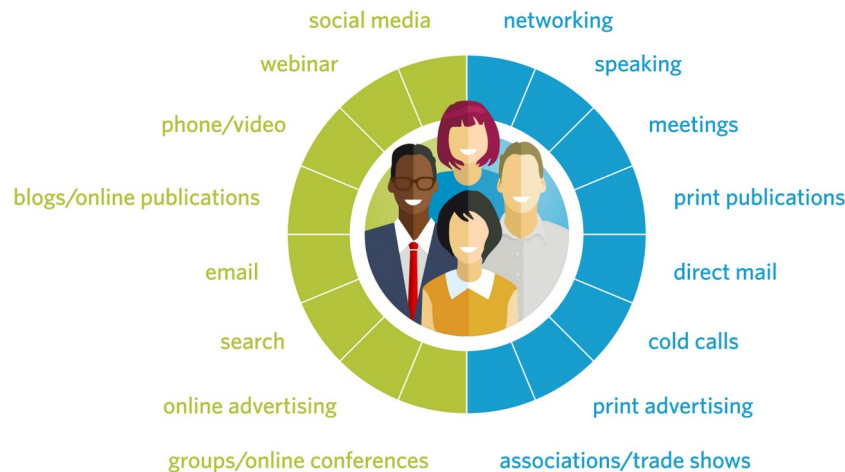 social media
networking
webinar
speaking
phone/video
meetings
blogs/online publications
print publications
email
direct mail
search
cold calls
online advertising
print advertising
groups/online conferences
associations/trade shows